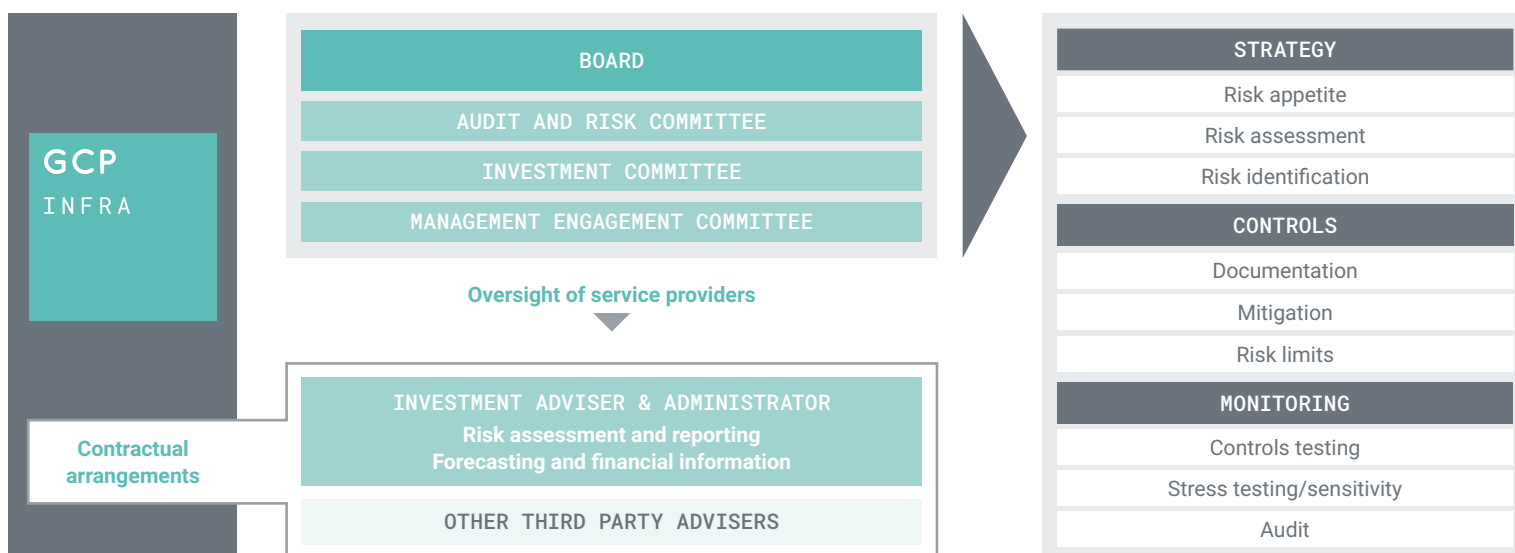 GCP
INFRA
BOARD
AUDIT AND RISK COMMITTEE
INVESTMENT COMMITTEE
MANAGEMENT ENGAGEMENT COMMITTEE
Oversight of service providers
Contractual
arrangements
INVESTMENT ADVISER & ADMINISTRATOR
Risk assessment and reporting
Forecasting and financial information
OTHER THIRD PARTY ADVISERS
STRATEGY
Risk appetite
Risk assessment
Risk identification
CONTROLS
Documentation
Mitigation
Risk limits
MONITORING
Controls testing
Stress testing/sensitivity
Audit